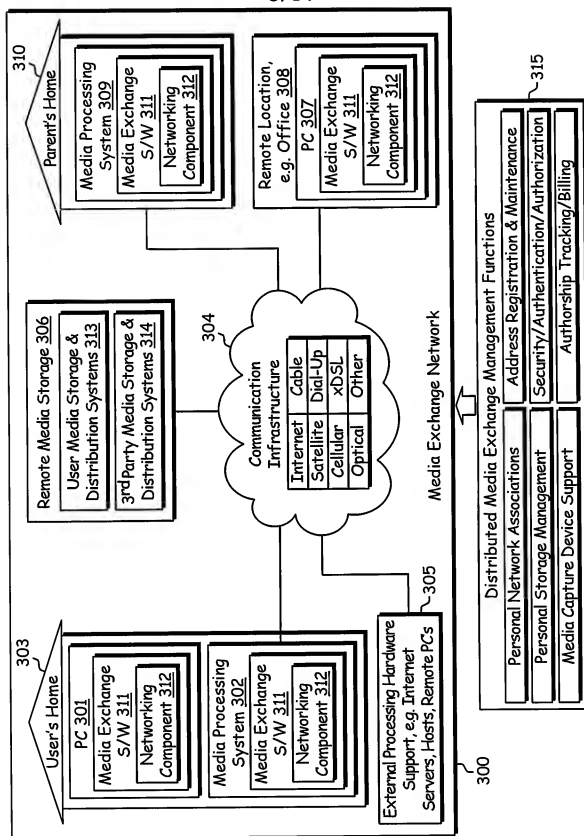 310
Parent's Home
Media Processing
System 309
Media Exchange
S/W 311
Networking
Component 312
Remote Location,
e.g. Office 308
PC 307
Media Exchange
S/W 311
Networking
Component 312
Remote Media Storage 306
User Media Storage &
Distribution Systems 313
3rd Party Media Storage &
Distribution Systems 314
304
Communication
Infrastructure
Internet Cable
Satellite Dial-Up
Cellular xDSL
Optical Other
Media Exchange Network
303
User's Home
PC 301
Media Exchange
S/W 311
Networking
Component 312
Media Processing
System 302
Media Exchange
S/W 311
Networking
Component 312
305
External Processing Hardware
Support, e.g. Internet
Servers, Hosts, Remote PCs
300
315
Distributed Media Exchange Management Functions
Personal Network Associations
Address Registration & Maintenance
Personal Storage Management
Security/Authentication/Authorization
Media Capture Device Support
Authorship Tracking/Billing